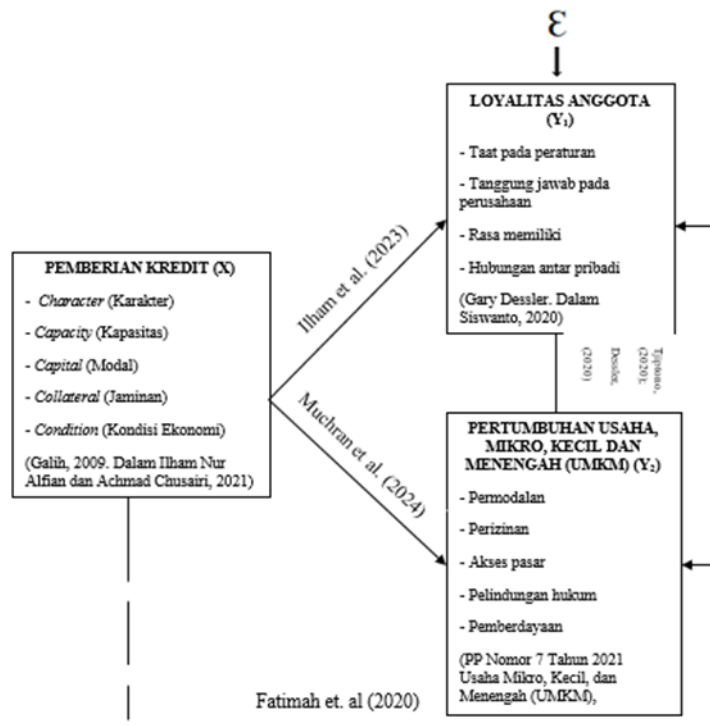 ε
LOYALITAS ANGGOTA
(Y₁)
- Taat pada peraturan
- Tanggung jawab pada
perusahaan
- Rasa memiliki
- Hubungan antar pribadi
(Gary Dessler. Dalam
Siswanto, 2020)
Ilham et al. (2023)
PEMBERIAN KREDIT (X)
- Character (Karakter)
- Capacity (Kapasitas)
- Capital (Modal)
- Collateral (Jaminan)
- Condition (Kondisi Ekonomi)
(Galih, 2009. Dalam Ilham Nur
Alfian dan Achmad Chusairi, 2021)
Muchran et al. (2024)
Tjiptono,
(2020);
Dessler,
(2020)
PERTUMBUHAN USAHA,
MIKRO, KECIL DAN
MENENGAH (UMKM) (Y₂)
- Permodalan
- Perizinan
- Akses pasar
- Pelindungan hukum
- Pemberdayaan
(PP Nomor 7 Tahun 2021
Usaha Mikro, Kecil, dan
Menengah (UMKM),
Fatimah et. al (2020)